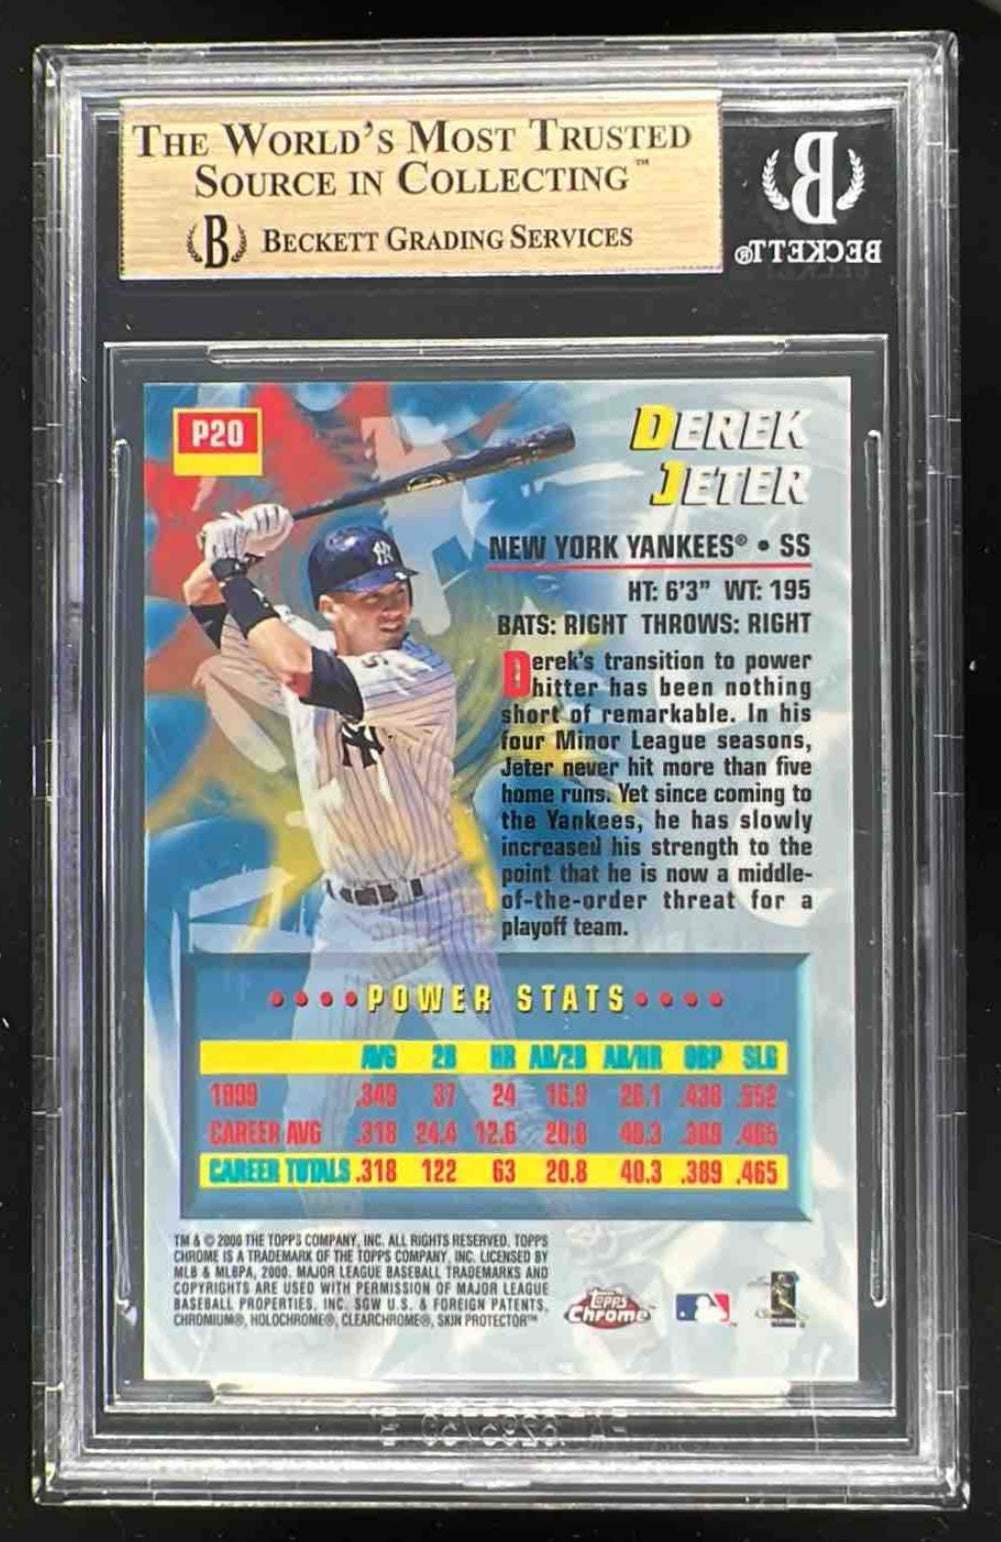 THE WORLD'S MOST TRUSTED
SOURCE IN COLLECTING™
B BECKETT GRADING SERVICES
B
BECKETT®
P20
DEREK
JETER
NEW YORK YANKEES® • SS
HT: 6'3" WT: 195
BATS: RIGHT THROWS: RIGHT
Derek's transition to power
hitter has been nothing
short of remarkable. In his
four Minor League seasons,
Jeter never hit more than five
home runs. Yet since coming to
the Yankees, he has slowly
increased his strength to the
point that he is now a middle-
of-the-order threat for a
playoff team.
POWER STATS
AVG 2B HR AB/2B AB/HR OBP SLG
1999 .349 37 24 16.9 26.1 .438 .552
CAREER AVG .318 24.4 12.6 20.8 40.3 .389 .465
CAREER TOTALS .318 122 63 20.8 40.3 .389 .465
TM & © 2000 THE TOPPS COMPANY, INC. ALL RIGHTS RESERVED. TOPPS
CHROME IS A TRADEMARK OF THE TOPPS COMPANY, INC. LICENSED BY
MLB & MLBPA, 2000. MAJOR LEAGUE BASEBALL TRADEMARKS AND
COPYRIGHTS ARE USED WITH PERMISSION OF MAJOR LEAGUE
BASEBALL PROPERTIES, INC. SGW U.S. & FOREIGN PATENTS,
CHROMIUM®, HOLOCHROME®, CLEARCHROME®, SKIN PROTECTOR™
Topps
Chrome